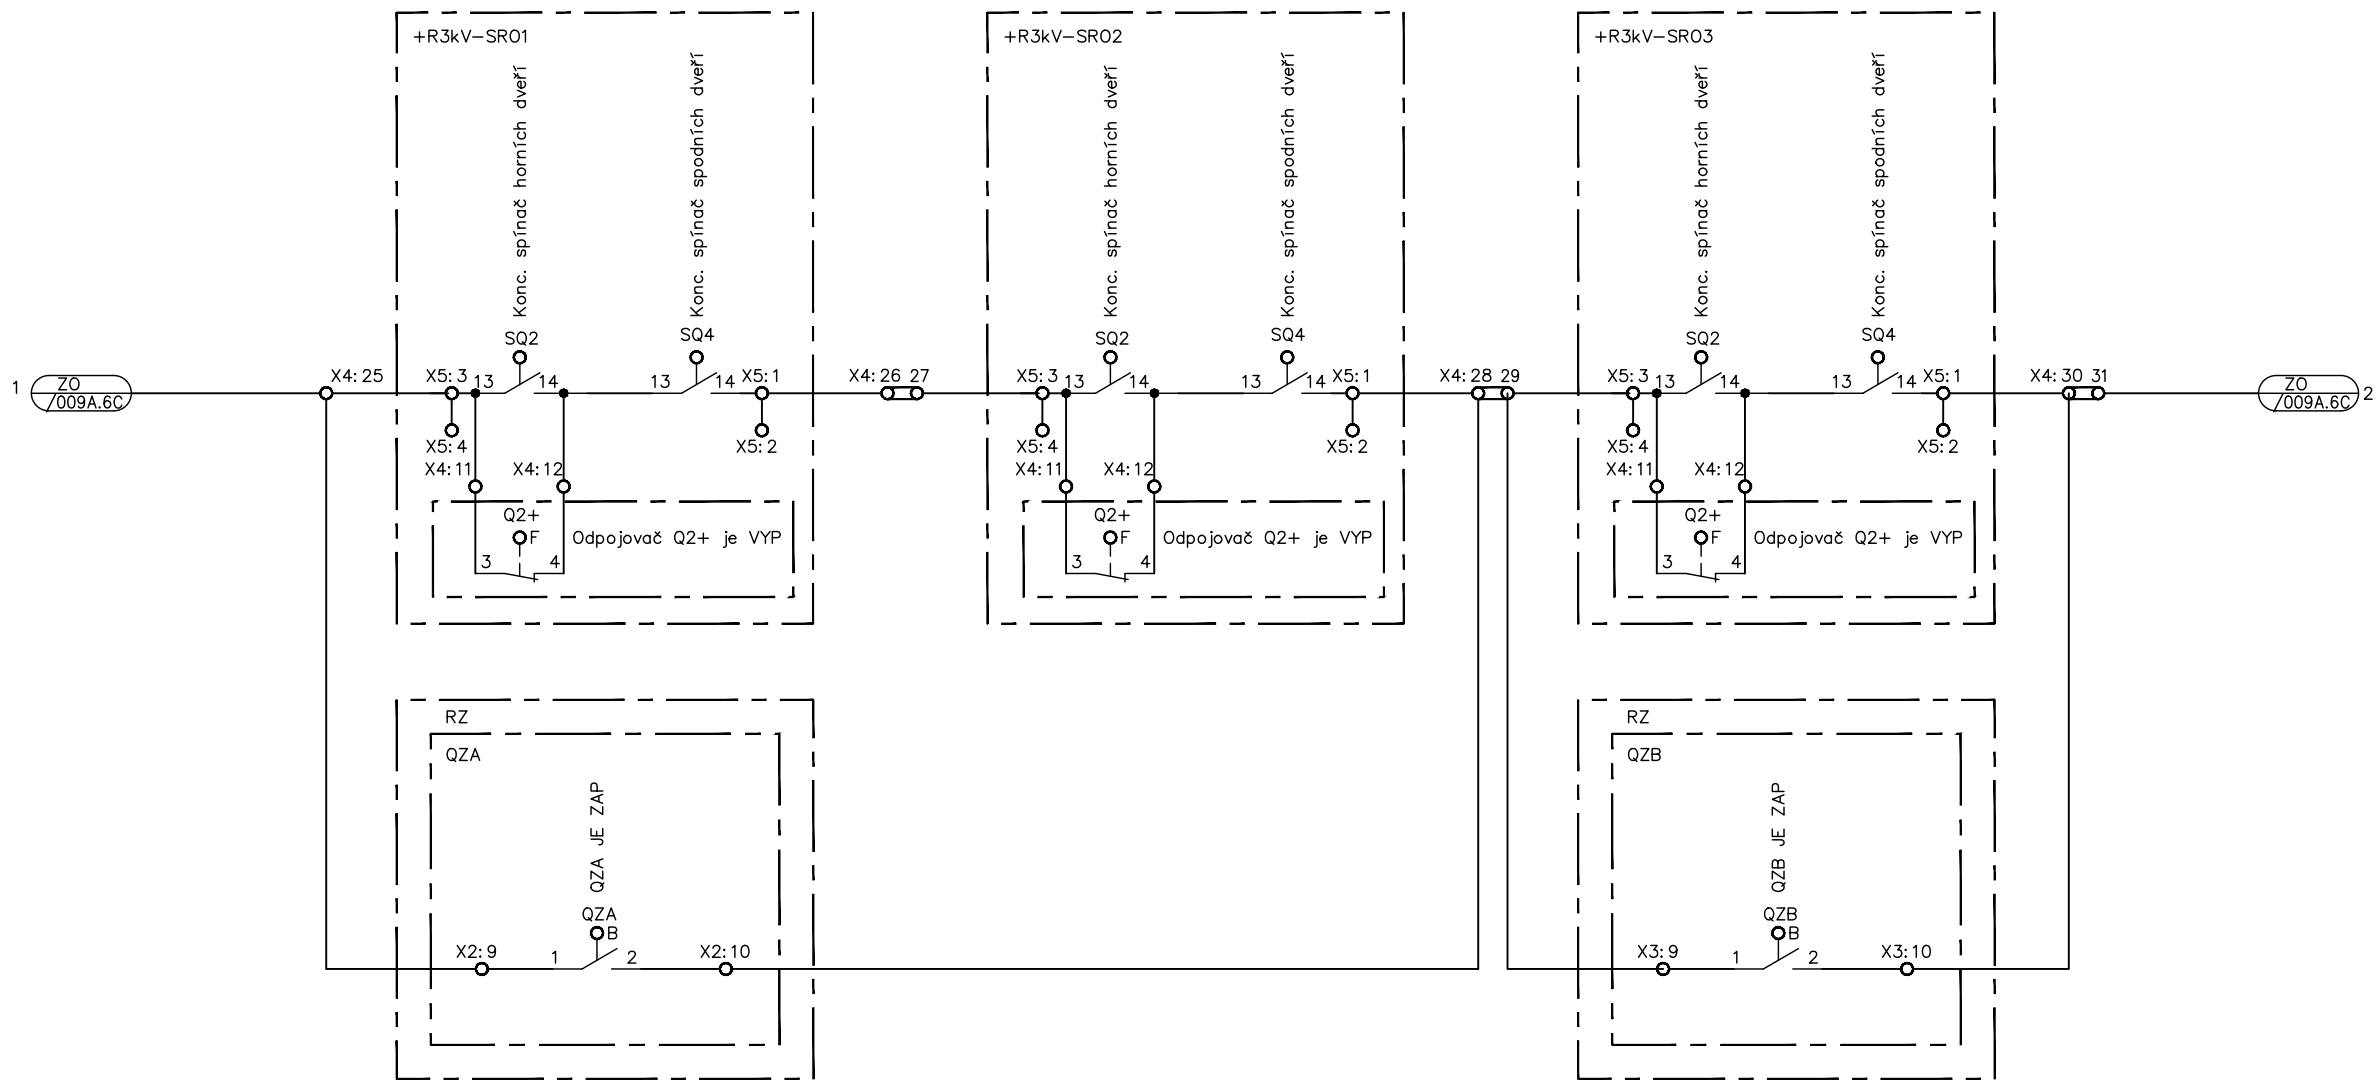 +R3kV-SR01
Konc. spínač horních dveří
Konc. spínač spodních dveří
+R3kV-SR02
Konc. spínač horních dveří
Konc. spínač spodních dveří
+R3kV-SR03
Konc. spínač horních dveří
Konc. spínač spodních dveří
SQ2 SQ4 SQ2 SQ4 SQ2 SQ4
1 ZO X4:25 X5:3 13 14 13 14 X5:1 X4:26 27 X5:3 13 14 13 14 X5:1 X4:28 29 X5:3 13 14 13 14 X5:1 X4:30 31 ZO 2
/009A.6C /009A.6C
X5:4 X5:2 X5:4 X5:2 X5:4 X5:2
X4:11 X4:12 X4:11 X4:12 X4:11 X4:12
Q2+ Q2+ Q2+
F Odpojovač Q2+ je VYP F Odpojovač Q2+ je VYP F Odpojovač Q2+ je VYP
3 4 3 4 3 4
RZ RZ
QZA QZB
QZA JE ZAP
QZB JE ZAP
QZA QZB
B B
X2:9 1 2 X2:10 X3:9 1 2 X3:10